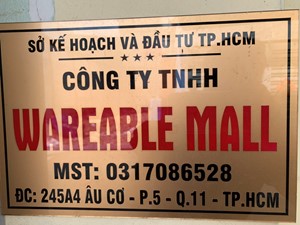 SỞ KẾ HOẠCH VÀ ĐẦU TƯ TP.HCM
CÔNG TY TNHH
WAREABLE MALL
MST: 0317086528
ĐC: 245A4 ÂU CƠ - P.5 - Q.11 - TP.HCM